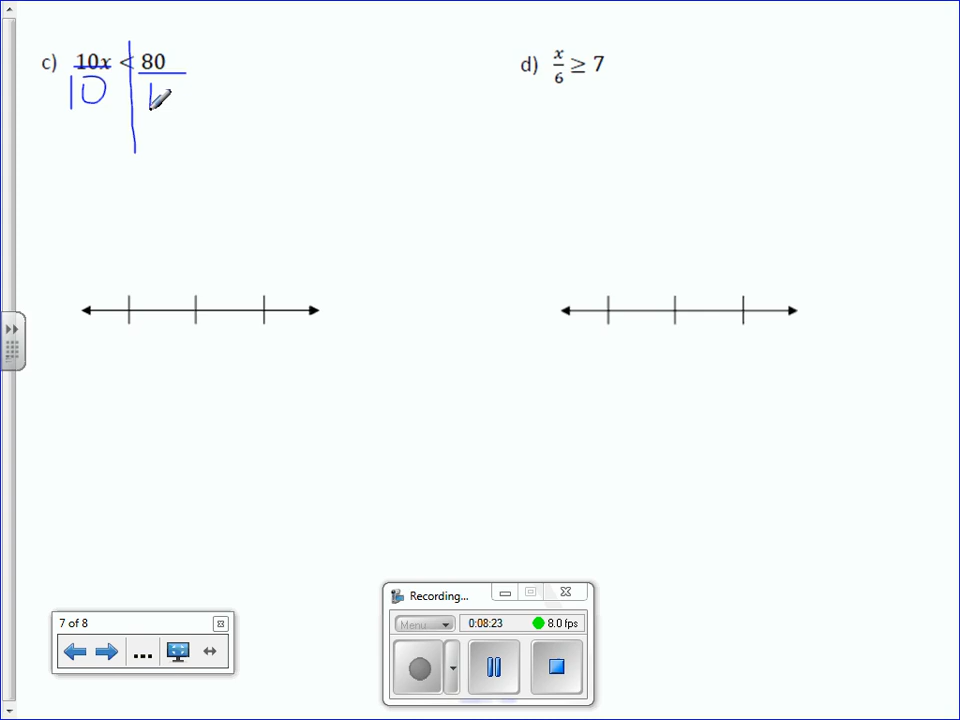 c) 10x < 80
10
d) x/6 ≥ 7
7 of 8
...
Recording...
Menu
0:08:23
8.0 fps